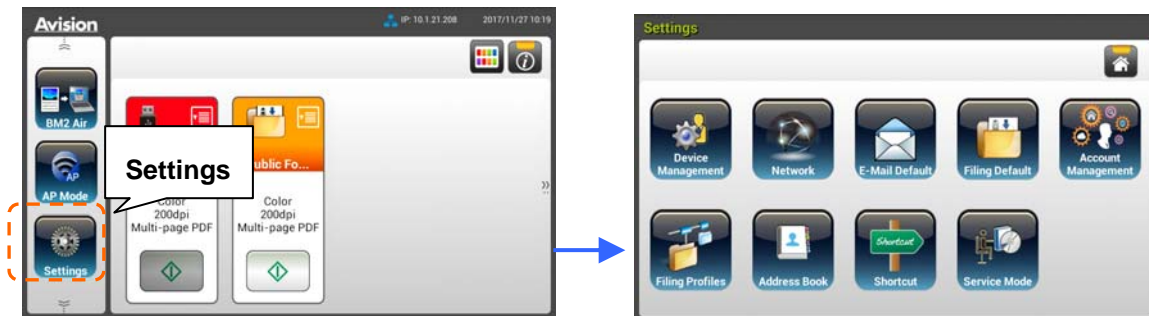 Avision
IP: 10.1.21.208 2017/11/27 10:19
BM2 Air
AP
AP Mode
Settings
Settings
ublic Fo...
Color
200dpi
Multi-page PDF
Color
200dpi
Multi-page PDF
Settings
Device
Management
Network
E-Mail Default
Filing Default
Account
Management
Filing Profiles
Address Book
Shortcut
Shortcut
Service Mode